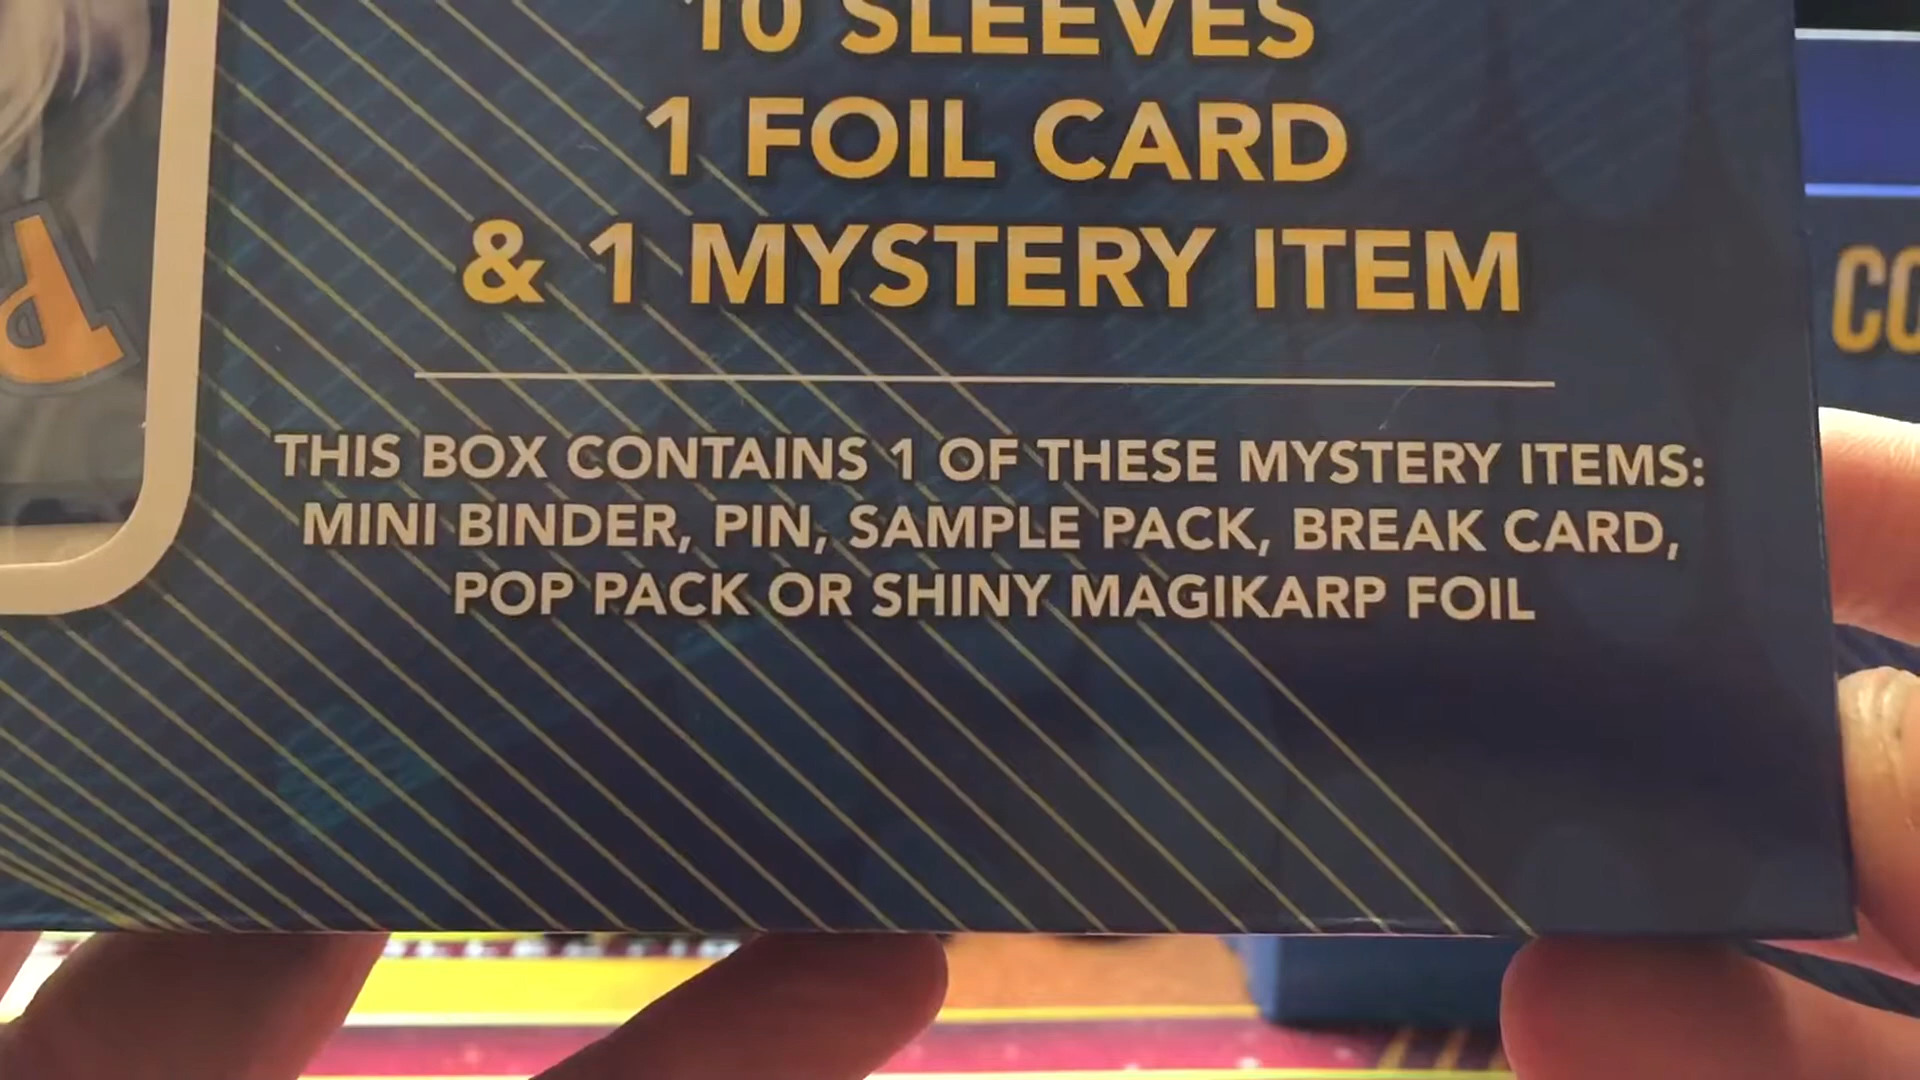 10 SLEEVES
1 FOIL CARD
& 1 MYSTERY ITEM
THIS BOX CONTAINS 1 OF THESE MYSTERY ITEMS:
MINI BINDER, PIN, SAMPLE PACK, BREAK CARD,
POP PACK OR SHINY MAGIKARP FOIL